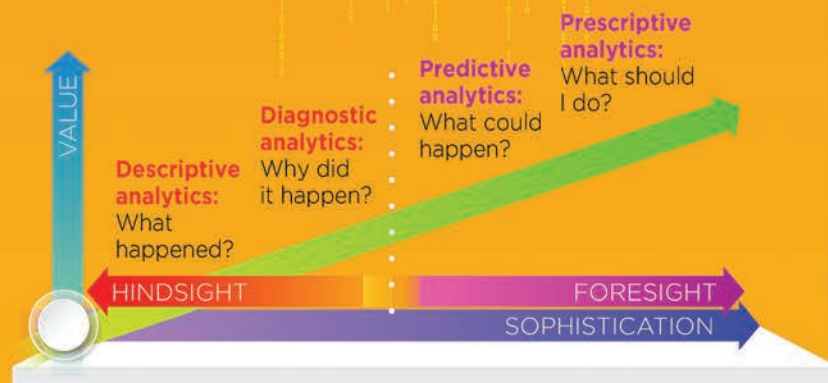 VALUE
Descriptive
analytics:
What
happened?
Diagnostic
analytics:
Why did
it happen?
Predictive
analytics:
What could
happen?
Prescriptive
analytics:
What should
I do?
HINDSIGHT
FORESIGHT
SOPHISTICATION